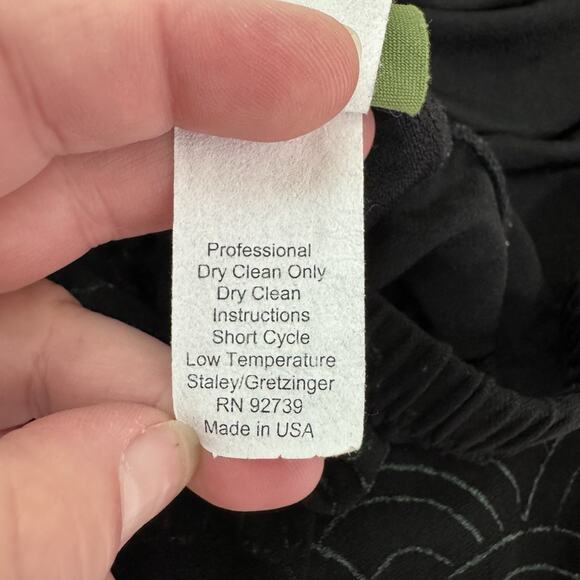 Professional
Dry Clean Only
Dry Clean
Instructions
Short Cycle
Low Temperature
Staley/Gretzinger
RN 92739
Made in USA